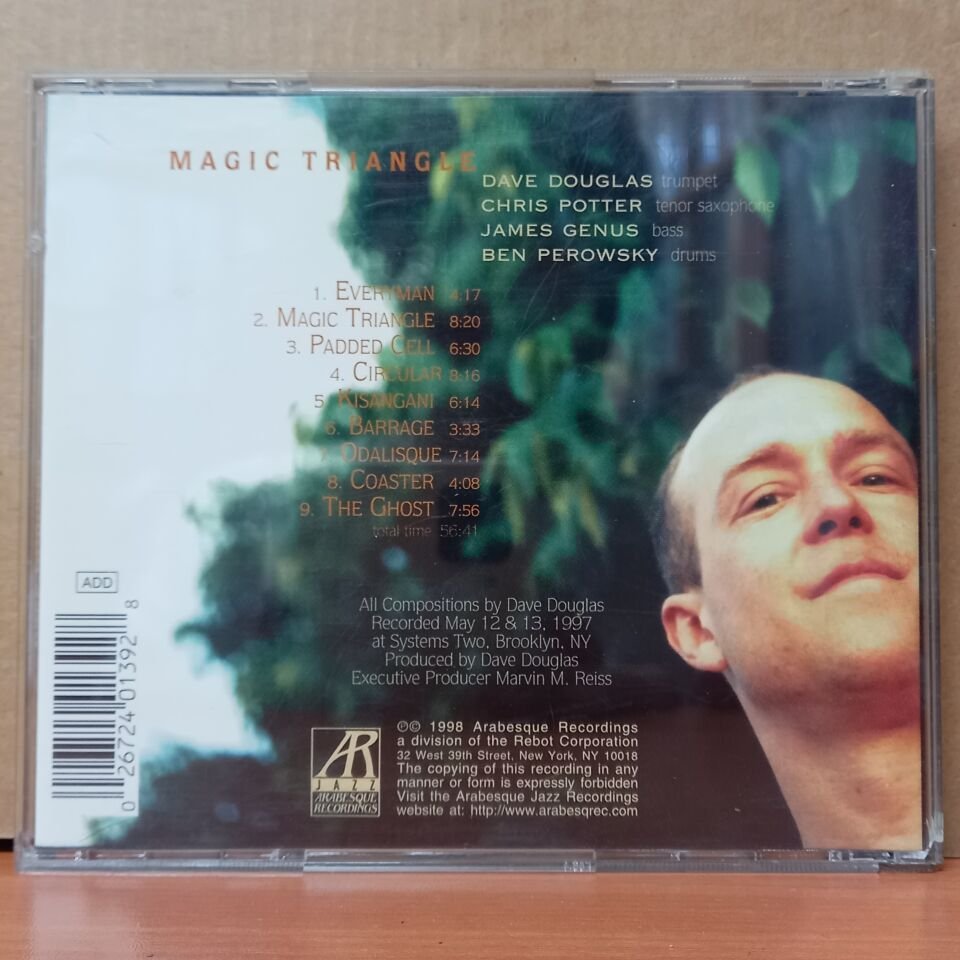 MAGIC TRIANGLE
DAVE DOUGLAS trumpet
CHRIS POTTER tenor saxophone
JAMES GENUS bass
BEN PEROWSKY drums
1. EVERYMAN 4:17
2. MAGIC TRIANGLE 8:20
3. PADDED CELL 6:30
4. CIRCULAR 8:16
5. KISANGANI 6:14
6. BARRAGE 3:33
7. ODALISQUE 7:14
8. COASTER 4:08
9. THE GHOST 7:56
total time 56:41
ADD
0 26724 01392 8
All Compositions by Dave Douglas
Recorded May 12 & 13, 1997
at Systems Two, Brooklyn, NY
Produced by Dave Douglas
Executive Producer Marvin M. Reiss
AR
JAZZ
ARABESQUE
RECORDINGS
℗© 1998 Arabesque Recordings
a division of the Rebot Corporation
32 West 39th Street, New York, NY 10018
The copying of this recording in any
manner or form is expressly forbidden
Visit the Arabesque Jazz Recordings
website at: http://www.arabesqrec.com